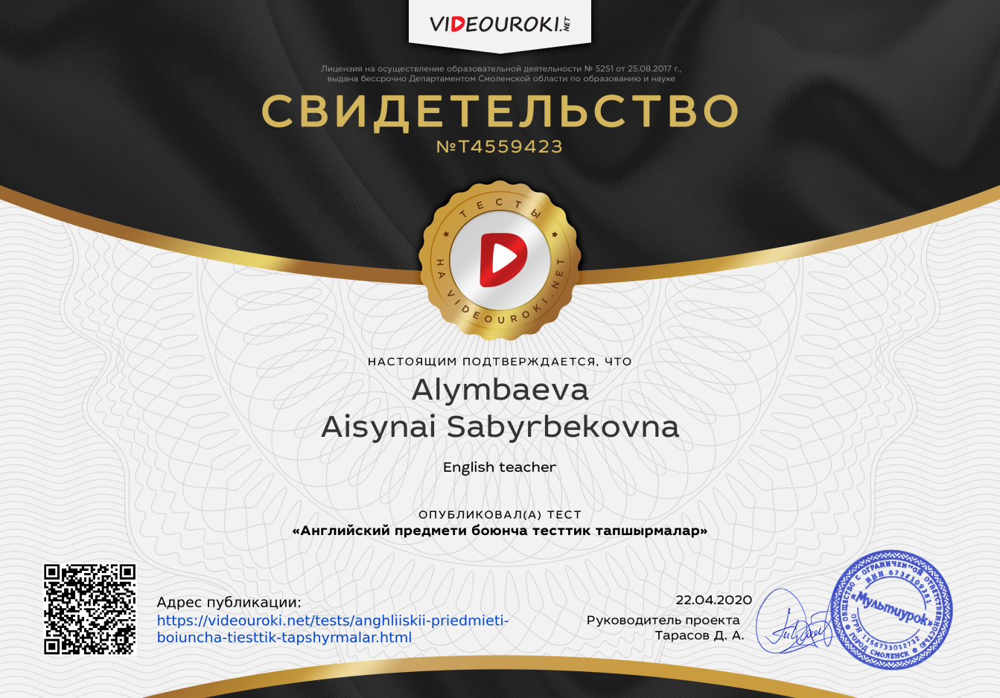 VIDEOUROKI.NET
Лицензия на осуществление образовательной деятельности № 5251 от 25.08.2017 г.,
выдана бессрочно Департаментом Смоленской области по образованию и науке
СВИДЕТЕЛЬСТВО
№Т4559423
ТЕСТЫ
НА VIDEOUROKI.NET
НАСТОЯЩИМ ПОДТВЕРЖДАЕТСЯ, ЧТО
Alymbaeva
Aisynai Sabyrbekovna
English teacher
ОПУБЛИКОВАЛ(А) ТЕСТ
«Английский предмети боюнча тесттик тапшырмалар»
Адрес публикации:
https://videouroki.net/tests/anghliiskii-priedmieti-
boiuncha-tiesttik-tapshyrmalar.html
22.04.2020
Руководитель проекта
Тарасов Д. А.
ОБЩЕСТВО С ОГРАНИЧЕННОЙ ОТВЕТСТВЕННОСТЬЮ
ГОРОД СМОЛЕНСК
ИНН 6732109381
«Мультиурок»
ОГРН 1156733012732